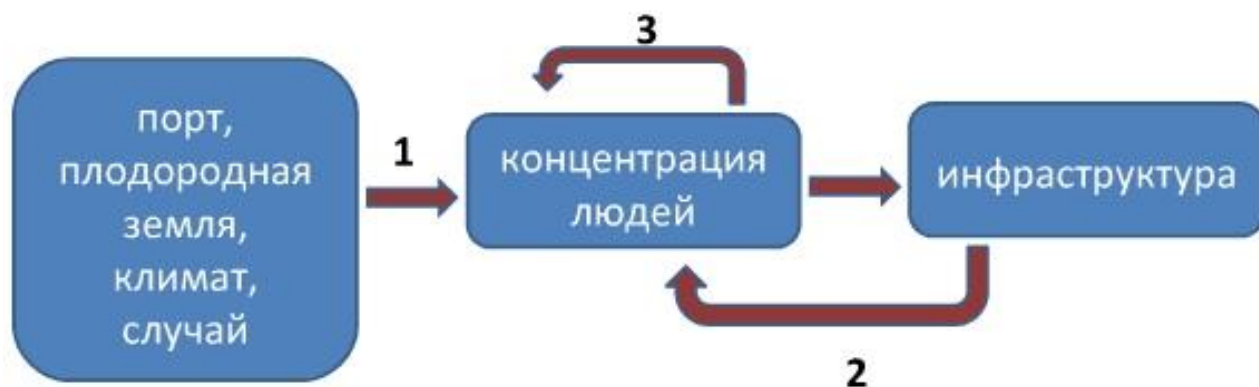 порт,
плодородная
земля,
климат,
случай
1
3
концентрация
людей
инфраструктура
2